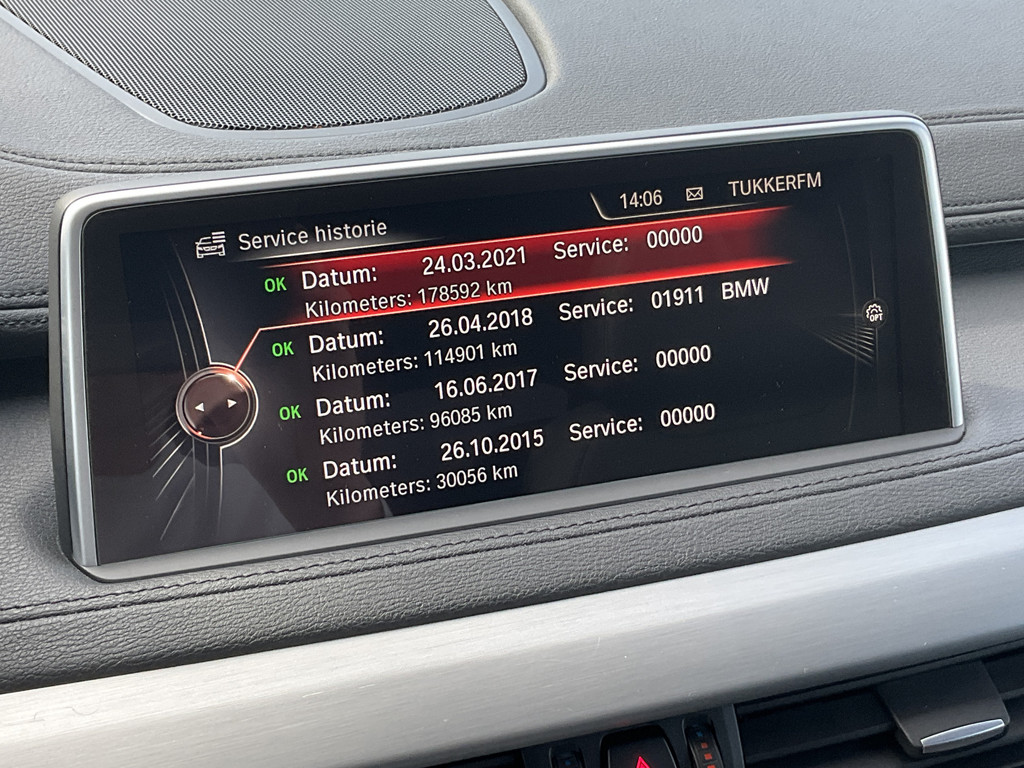 14:06 TUKKERFM
Service historie
OK Datum: 24.03.2021 Service: 00000
Kilometers: 178592 km
OK Datum: 26.04.2018 Service: 01911 BMW
Kilometers: 114901 km
OK Datum: 16.06.2017 Service: 00000
Kilometers: 96085 km
OK Datum: 26.10.2015 Service: 00000
Kilometers: 30056 km
OPT